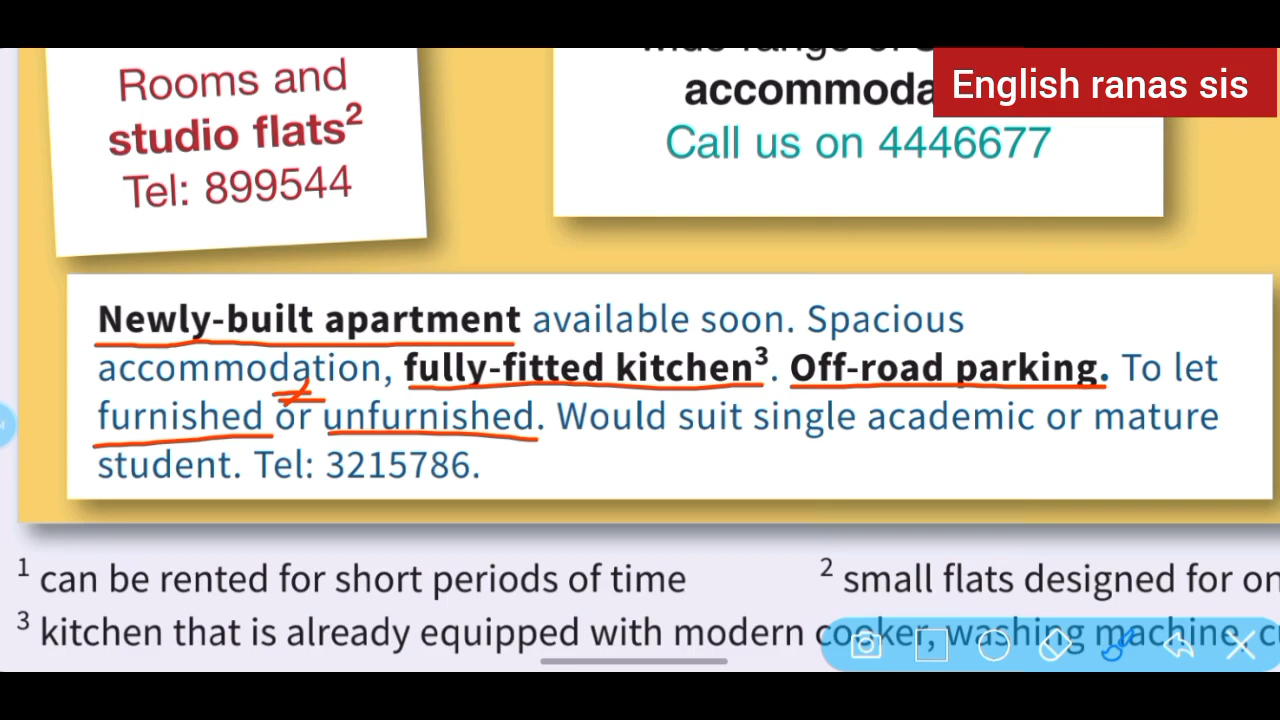 Rooms and
studio flats²
Tel: 899544
wide range of
accommoda
Call us on 4446677
English ranas sis
Newly-built apartment available soon. Spacious
accommodation, fully-fitted kitchen³. Off-road parking. To let
furnished or unfurnished. Would suit single academic or mature
student. Tel: 3215786.
¹ can be rented for short periods of time
² small flats designed for on
³ kitchen that is already equipped with modern cooker, washing machine, c